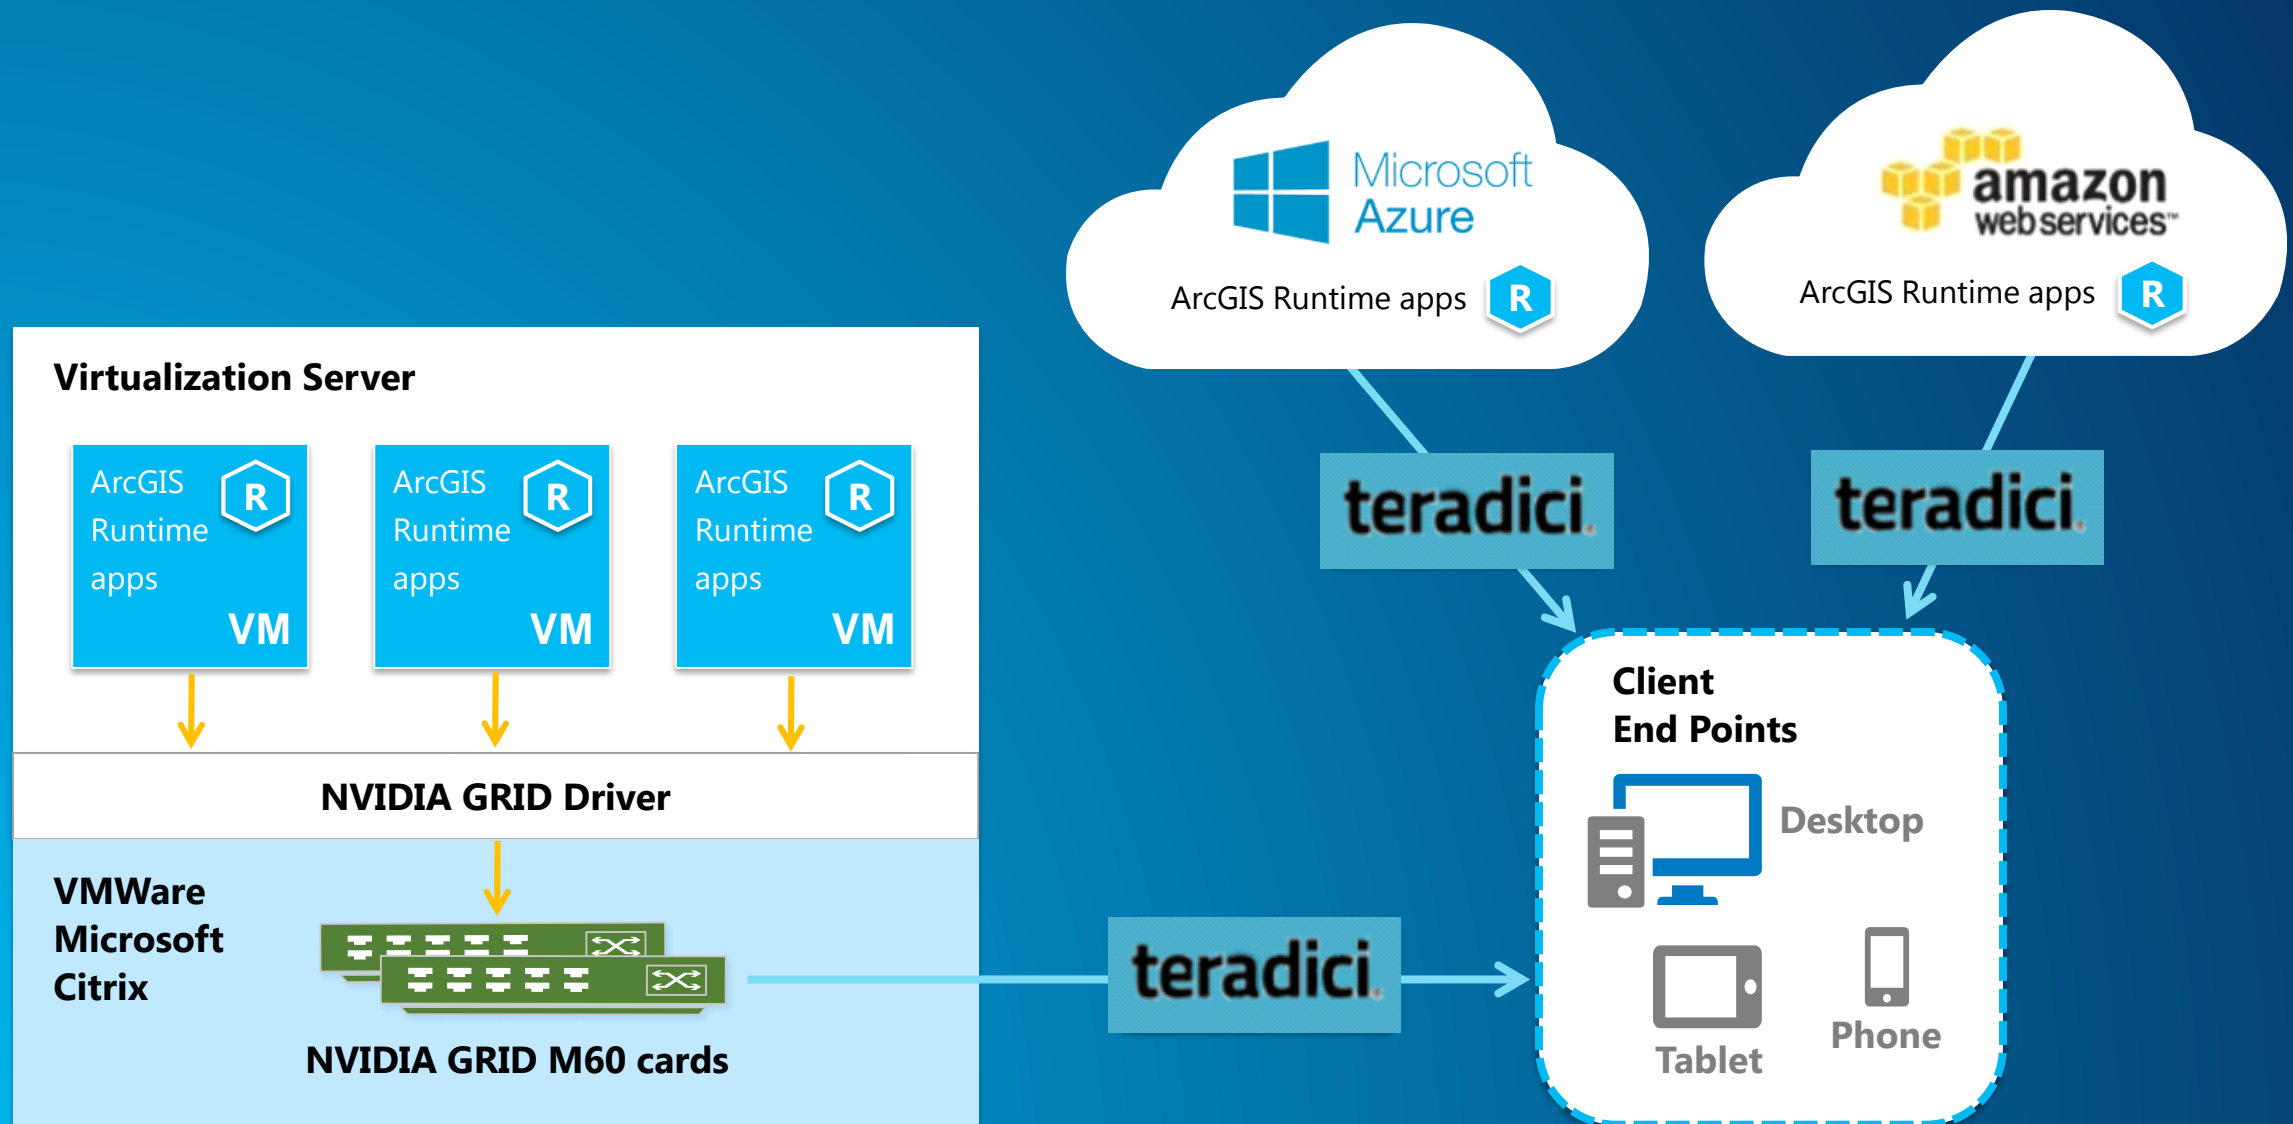 Microsoft
Azure
ArcGIS Runtime apps R
amazon
webservices™
ArcGIS Runtime apps R
Virtualization Server
ArcGIS
Runtime
apps
R
VM
ArcGIS
Runtime
apps
R
VM
ArcGIS
Runtime
apps
R
VM
teradici.
teradici.
NVIDIA GRID Driver
VMWare
Microsoft
Citrix
NVIDIA GRID M60 cards
teradici.
Client
End Points
Desktop
Tablet
Phone